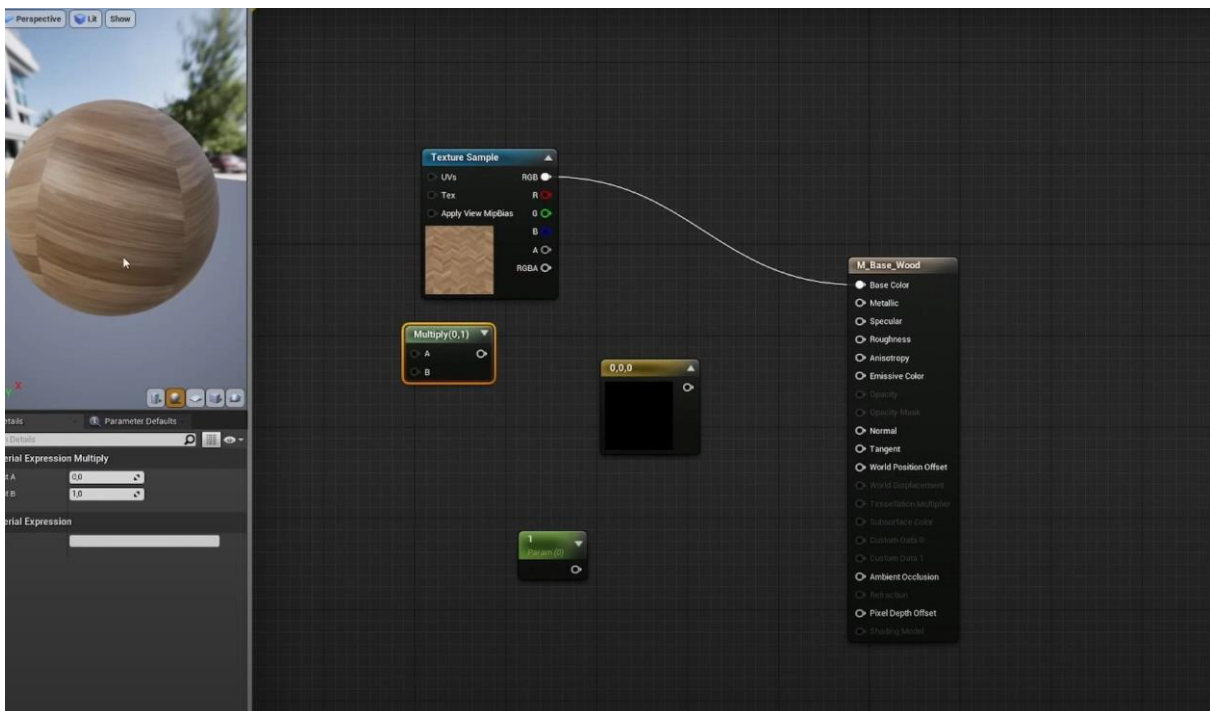 Perspective
Lit
Show
Texture Sample
UVs
RGB
Tex
R
Apply View MipBias
G
B
A
RGBA
M_Base_Wood
Base Color
Metallic
Specular
Roughness
Anisotropy
Emissive Color
Opacity
Opacity Mask
Normal
Tangent
World Position Offset
World Displacement
Tessellation Multiplier
Subsurface Color
Custom Data 0
Custom Data 1
Ambient Occlusion
Refraction
Pixel Depth Offset
Shading Model
Multiply(0,1)
A
B
0,0,0
1
Param (0)
Y X
etails
Parameter Defaults
Details
erial Expression Multiply
t A
0,0
t B
1,0
erial Expression